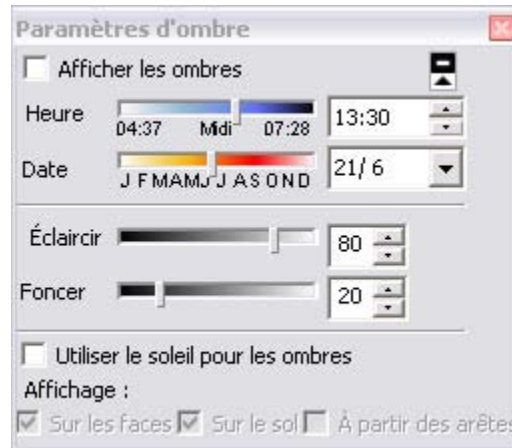 Paramètres d'ombre
Afficher les ombres
Heure 04:37 Midi 07:28 13:30
Date J F M A M J J A S O N D 21/ 6
Éclaircir 80
Foncer 20
Utiliser le soleil pour les ombres
Affichage :
Sur les faces Sur le sol À partir des arêtes